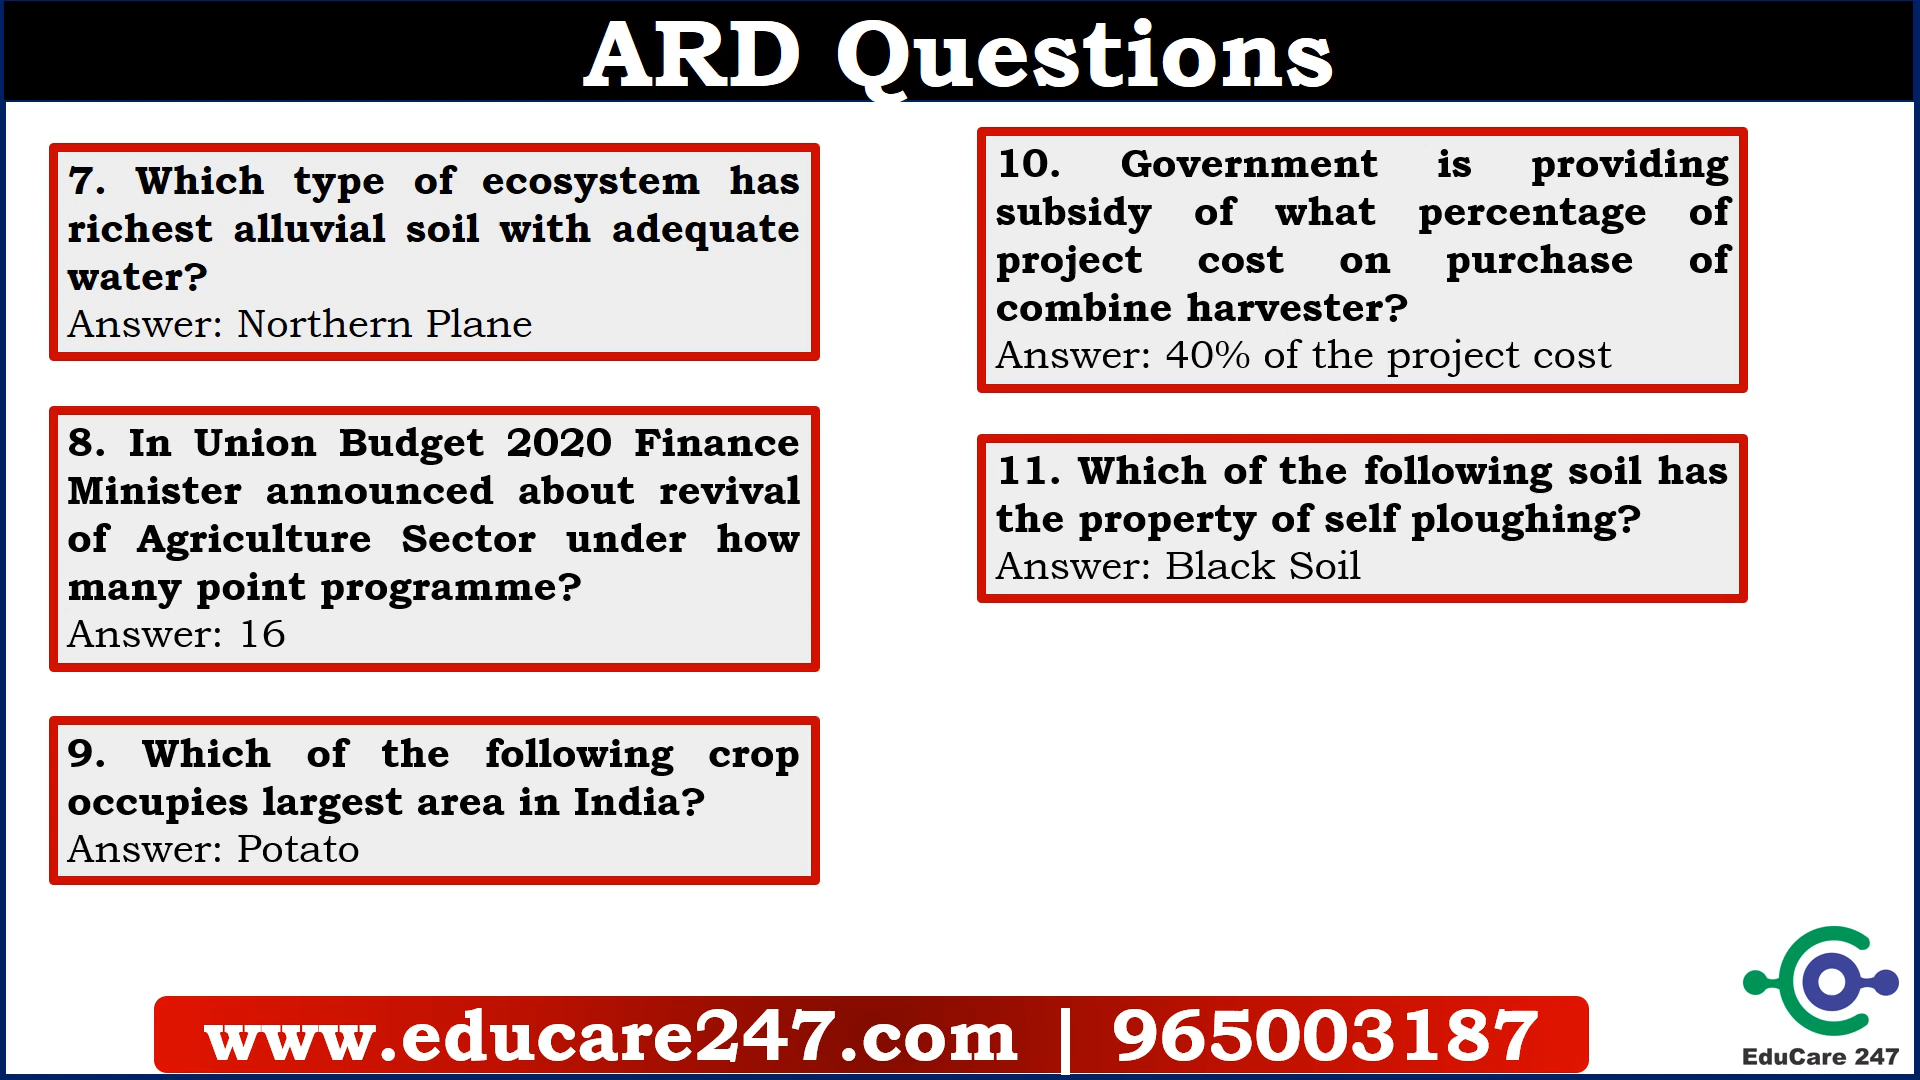 ARD Questions
7. Which type of ecosystem has
richest alluvial soil with adequate
water?
Answer: Northern Plane
8. In Union Budget 2020 Finance
Minister announced about revival
of Agriculture Sector under how
many point programme?
Answer: 16
9. Which of the following crop
occupies largest area in India?
Answer: Potato
10. Government is providing
subsidy of what percentage of
project cost on purchase of
combine harvester?
Answer: 40% of the project cost
11. Which of the following soil has
the property of self ploughing?
Answer: Black Soil
www.educare247.com | 965003187
EduCare 247